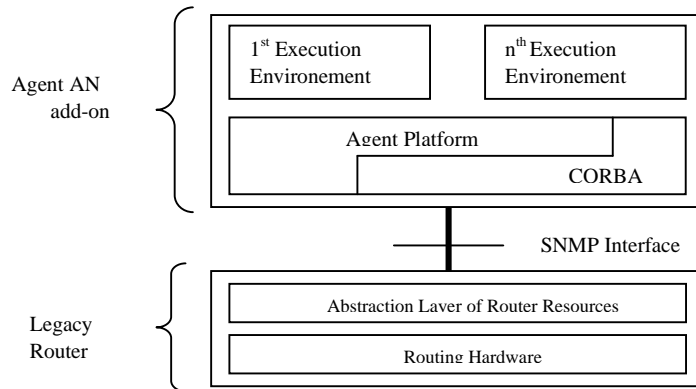 1st Execution
Environement
nth Execution
Environement
Agent AN
add-on
Agent Platform
CORBA
SNMP Interface
Abstraction Layer of Router Resources
Legacy
Router
Routing Hardware